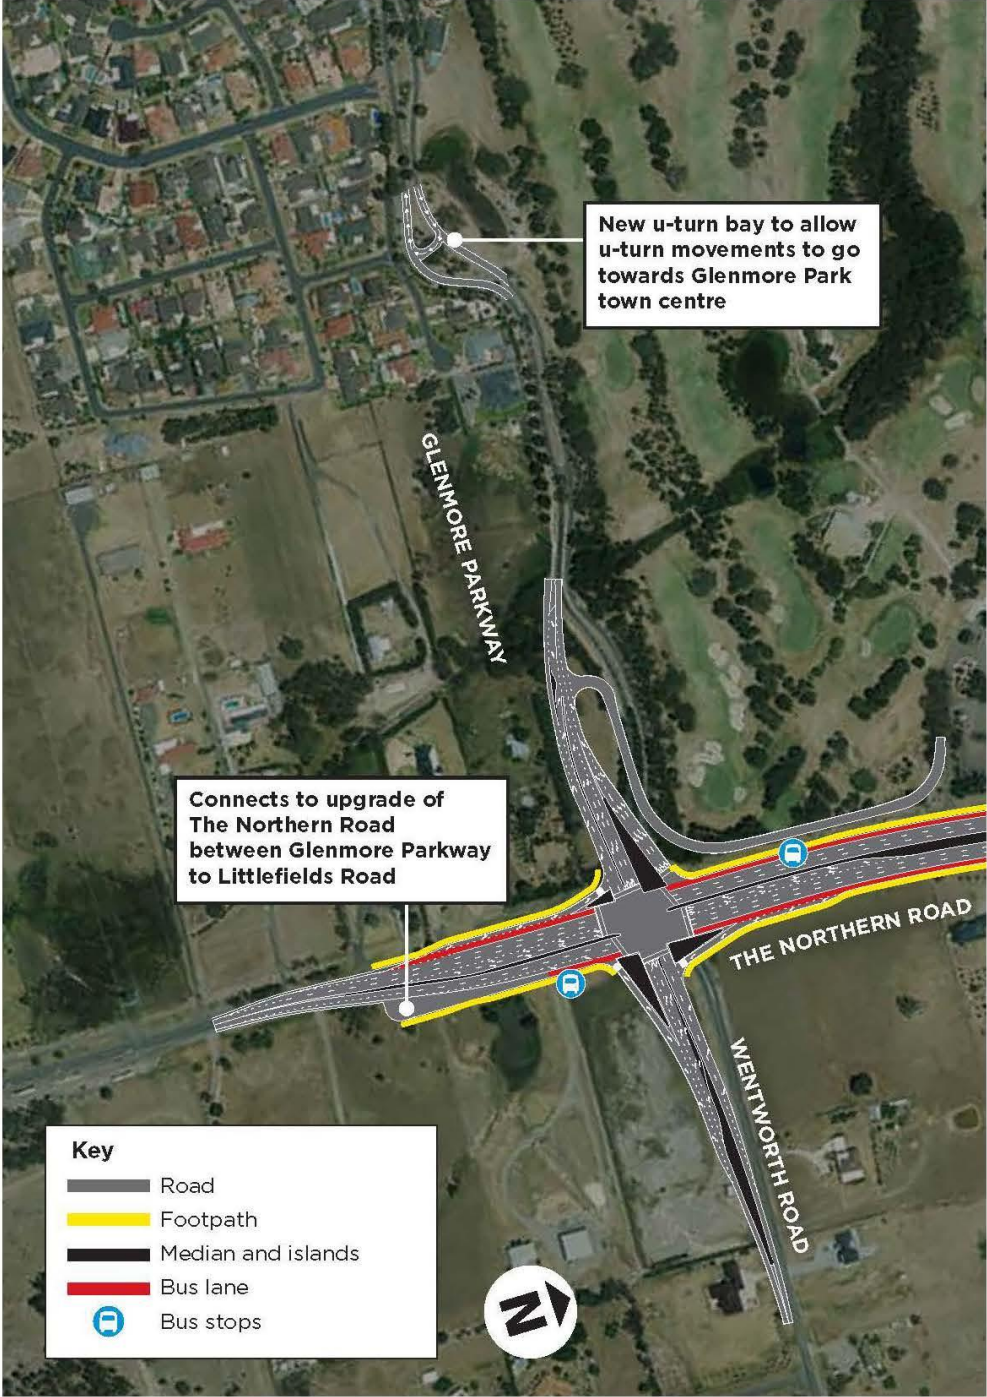 New u-turn bay to allow
u-turn movements to go
towards Glenmore Park
town centre
GLENMORE PARKWAY
Connects to upgrade of
The Northern Road
between Glenmore Parkway
to Littlefields Road
THE NORTHERN ROAD
WENTWORTH ROAD
Key
Road
Footpath
Median and islands
Bus lane
Bus stops
N